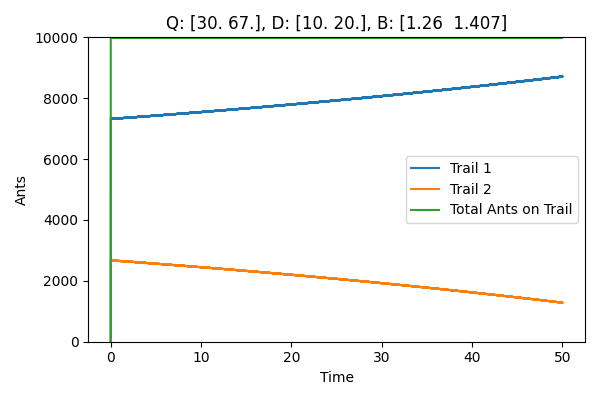 Q: [30. 67.], D: [10. 20.], B: [1.26  1.407]
10000
8000
6000
4000
2000
0
Ants
Trail 1
Trail 2
Total Ants on Trail
0 10 20 30 40 50
Time